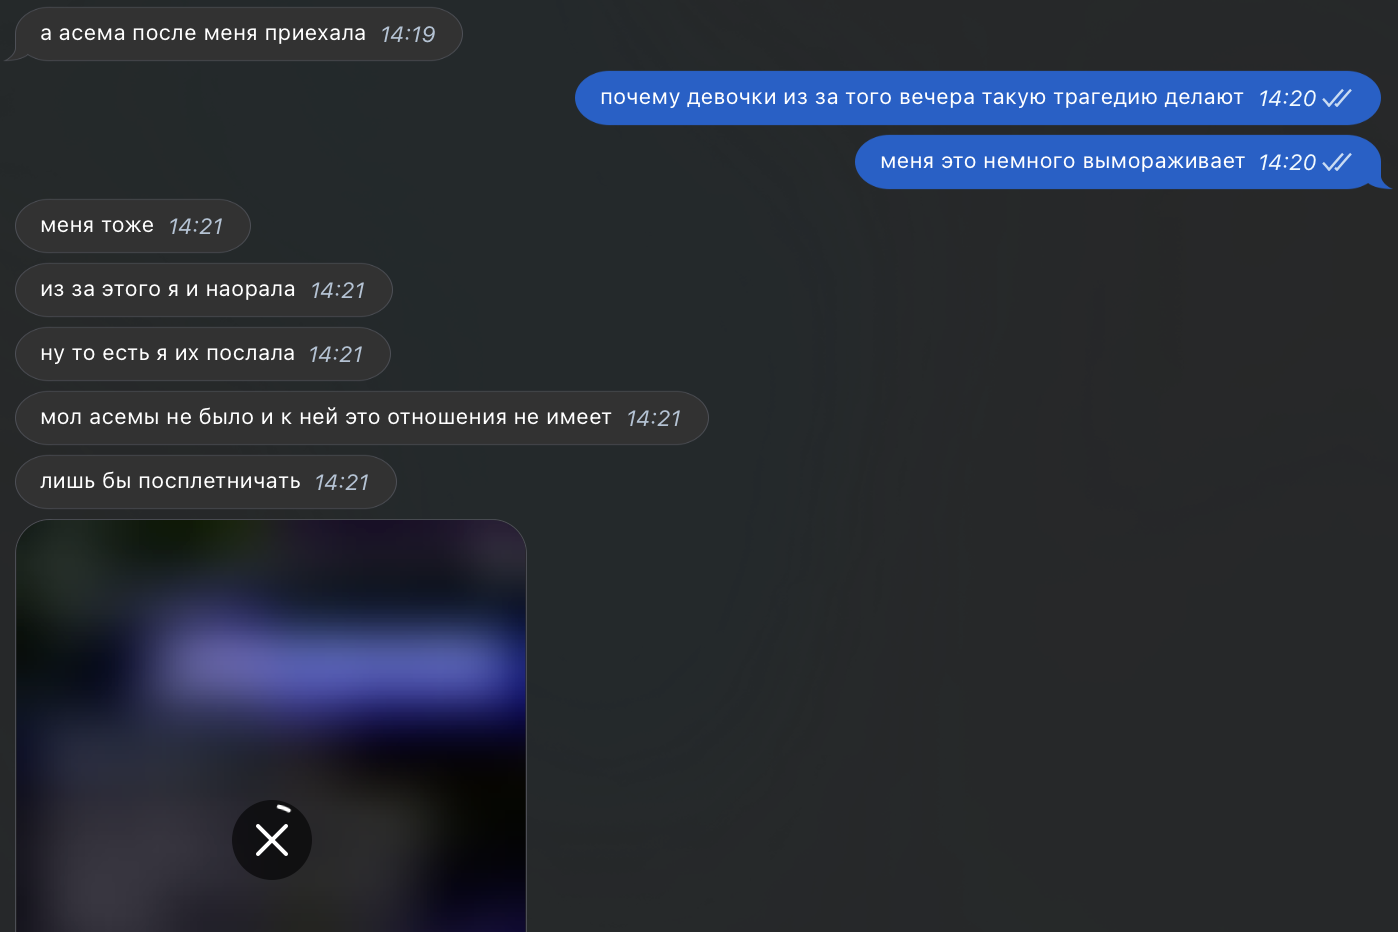 а асема после меня приехала 14:19
почему девочки из за того вечера такую трагедию делают 14:20
меня это немного вымораживает 14:20
меня тоже 14:21
из за этого я и наорала 14:21
ну то есть я их послала 14:21
мол асемы не было и к ней это отношения не имеет 14:21
лишь бы посплетничать 14:21